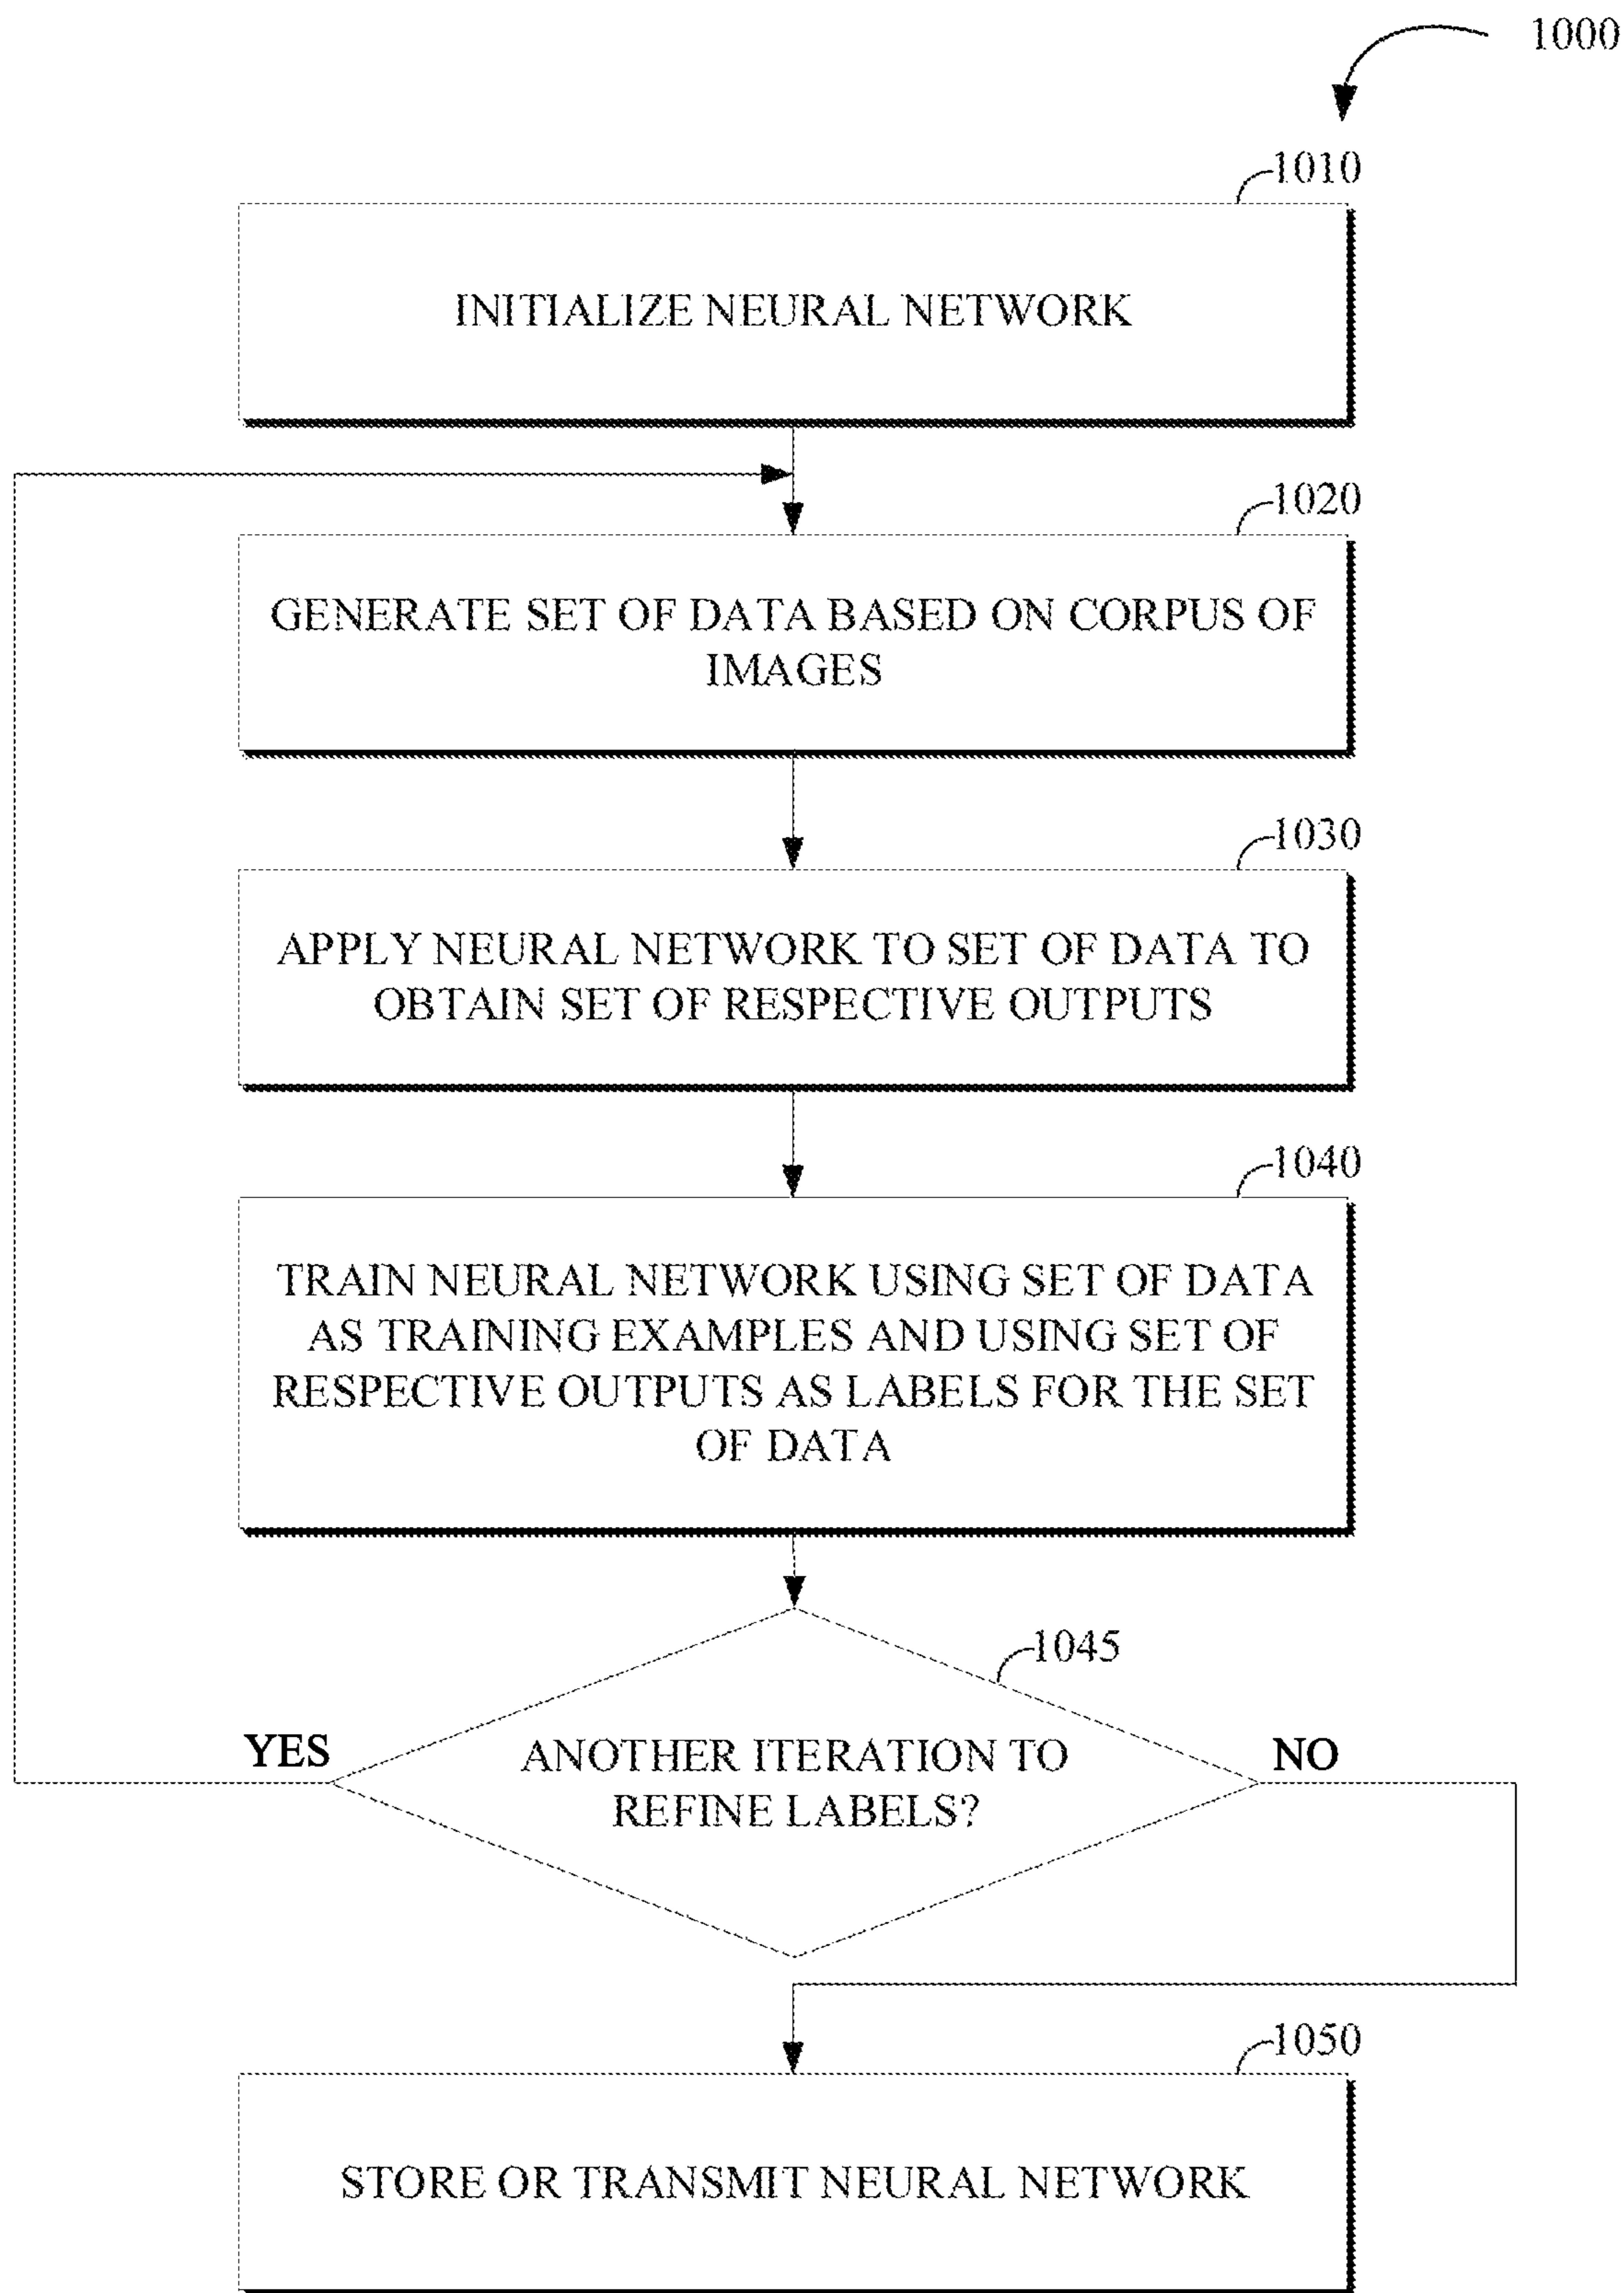 1000
1010
INITIALIZE NEURAL NETWORK
1020
GENERATE SET OF DATA BASED ON CORPUS OF
IMAGES
1030
APPLY NEURAL NETWORK TO SET OF DATA TO
OBTAIN SET OF RESPECTIVE OUTPUTS
1040
TRAIN NEURAL NETWORK USING SET OF DATA
AS TRAINING EXAMPLES AND USING SET OF
RESPECTIVE OUTPUTS AS LABELS FOR THE SET
OF DATA
1045
YES
ANOTHER ITERATION TO
REFINE LABELS?
NO
1050
STORE OR TRANSMIT NEURAL NETWORK